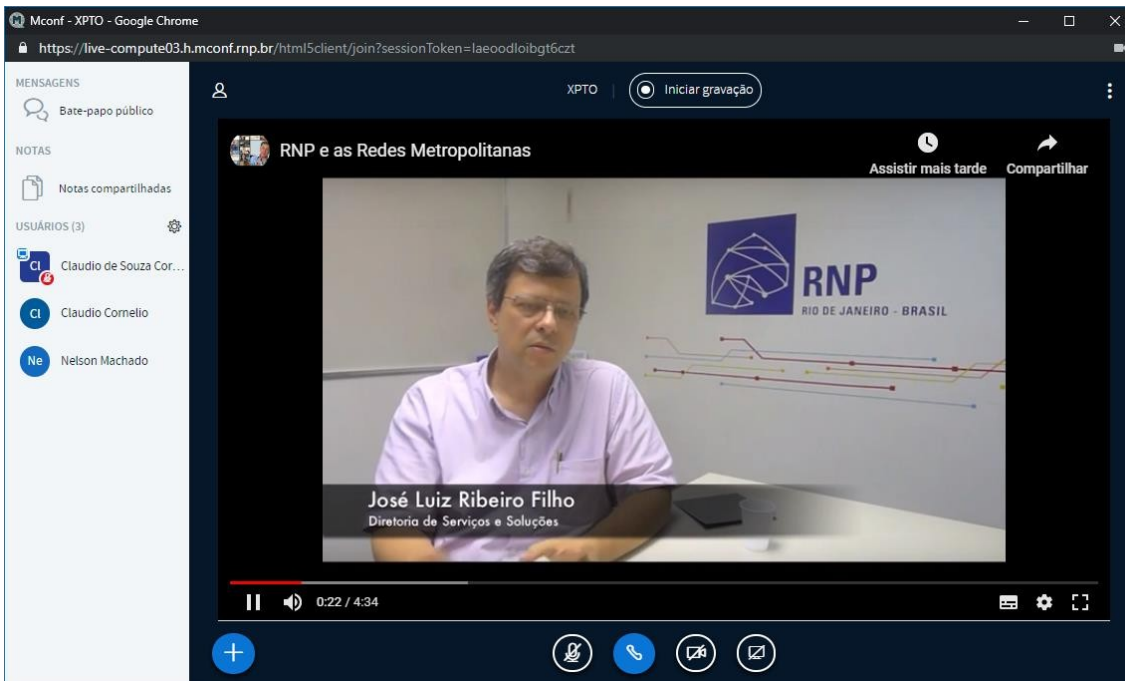 Mconf - XPTO - Google Chrome
https://live-compute03.h.mconf.rnp.br/html5client/join?sessionToken=laeoodloibgt6czt
MENSAGENS
Bate-papo público
NOTAS
Notas compartilhadas
USUÁRIOS (3)
CL Claudio de Souza Cor...
CL Claudio Cornelio
Ne Nelson Machado
XPTO | Iniciar gravação
RNP e as Redes Metropolitanas
Assistir mais tarde Compartilhar
RNP
RIO DE JANEIRO - BRASIL
José Luiz Ribeiro Filho
Diretoria de Serviços e Soluções
0:22 / 4:34